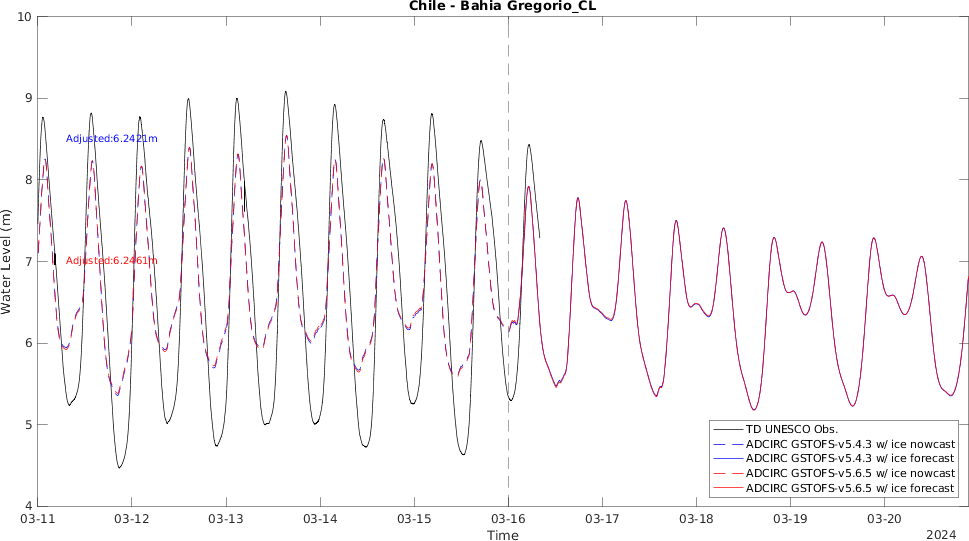 Chile - Bahia Gregorio_CL
10
9
8
7
6
5
4
Water Level (m)
Adjusted:6.2421m
Adjusted:6.2461m
TD UNESCO Obs.
ADCIRC GSTOFS-v5.4.3 w/ ice nowcast
ADCIRC GSTOFS-v5.4.3 w/ ice forecast
ADCIRC GSTOFS-v5.6.5 w/ ice nowcast
ADCIRC GSTOFS-v5.6.5 w/ ice forecast
03-11 03-12 03-13 03-14 03-15 03-16 03-17 03-18 03-19 03-20
Time
2024